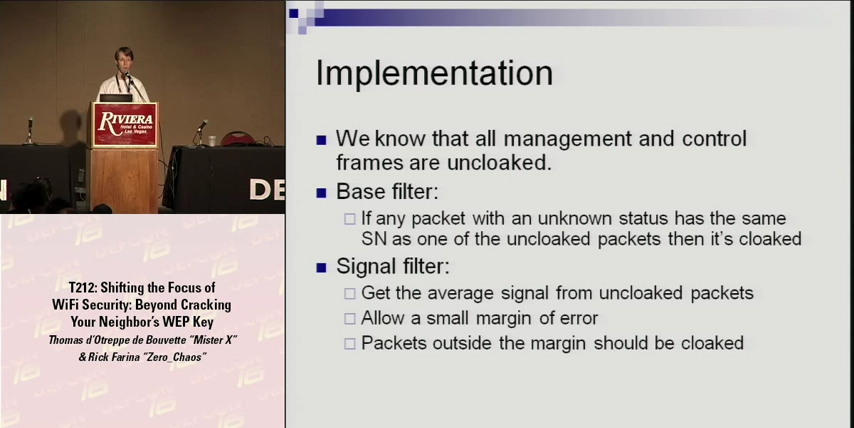 RIVIERA
Hotel & Casino
Las Vegas
DE
T212: Shifting the Focus of
WiFi Security: Beyond Cracking
Your Neighbor's WEP Key
Thomas d'Otreppe de Bouvette "Mister X"
& Rick Farina "Zero_Chaos"
Implementation
We know that all management and control
frames are uncloaked.
Base filter:
If any packet with an unknown status has the same
SN as one of the uncloaked packets then it's cloaked
Signal filter:
Get the average signal from uncloaked packets
Allow a small margin of error
Packets outside the margin should be cloaked